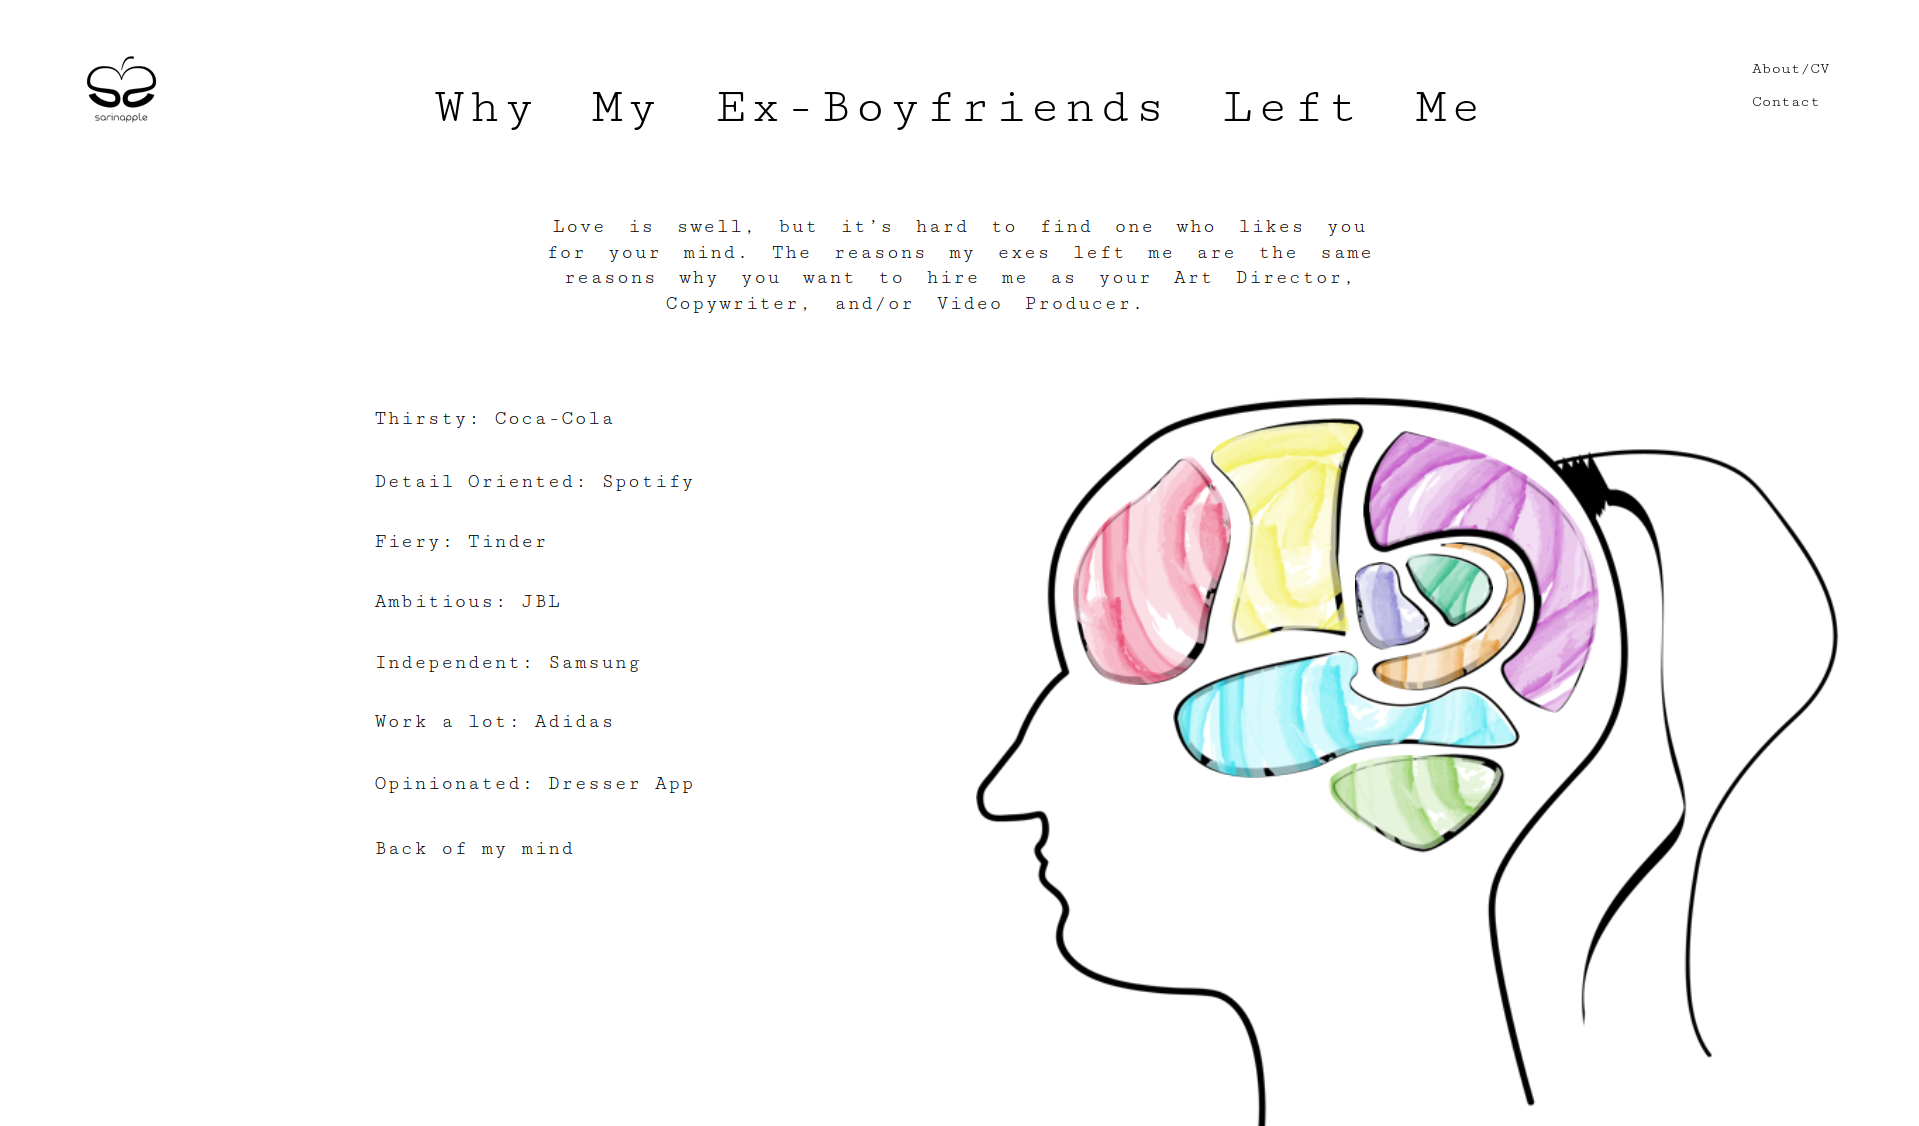 sarinapple
Why My Ex-Boyfriends Left Me
About/CV
Contact
Love is swell, but it's hard to find one who likes you
for your mind. The reasons my exes left me are the same
reasons why you want to hire me as your Art Director,
Copywriter, and/or Video Producer.
Thirsty: Coca-Cola
Detail Oriented: Spotify
Fiery: Tinder
Ambitious: JBL
Independent: Samsung
Work a lot: Adidas
Opinionated: Dresser App
Back of my mind